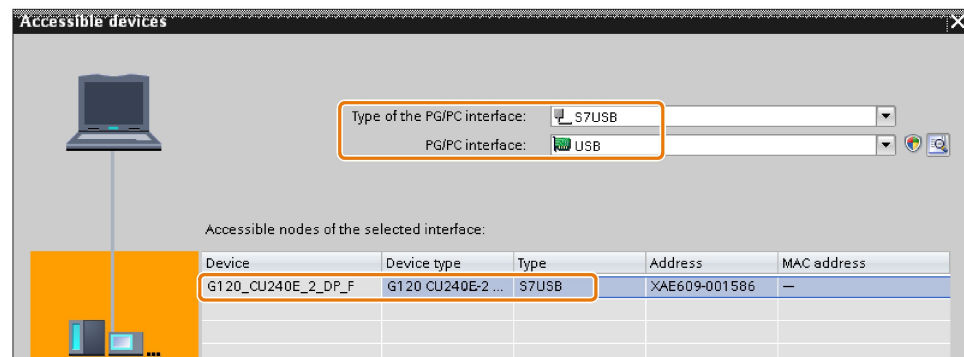 Accessible devices
Type of the PG/PC interface: S7USB
PG/PC interface: USB
Accessible nodes of the selected interface:
Device Device type Type Address MAC address
G120_CU240E_2_DP_F G120 CU240E-2 ... S7USB XAE609-001586 —